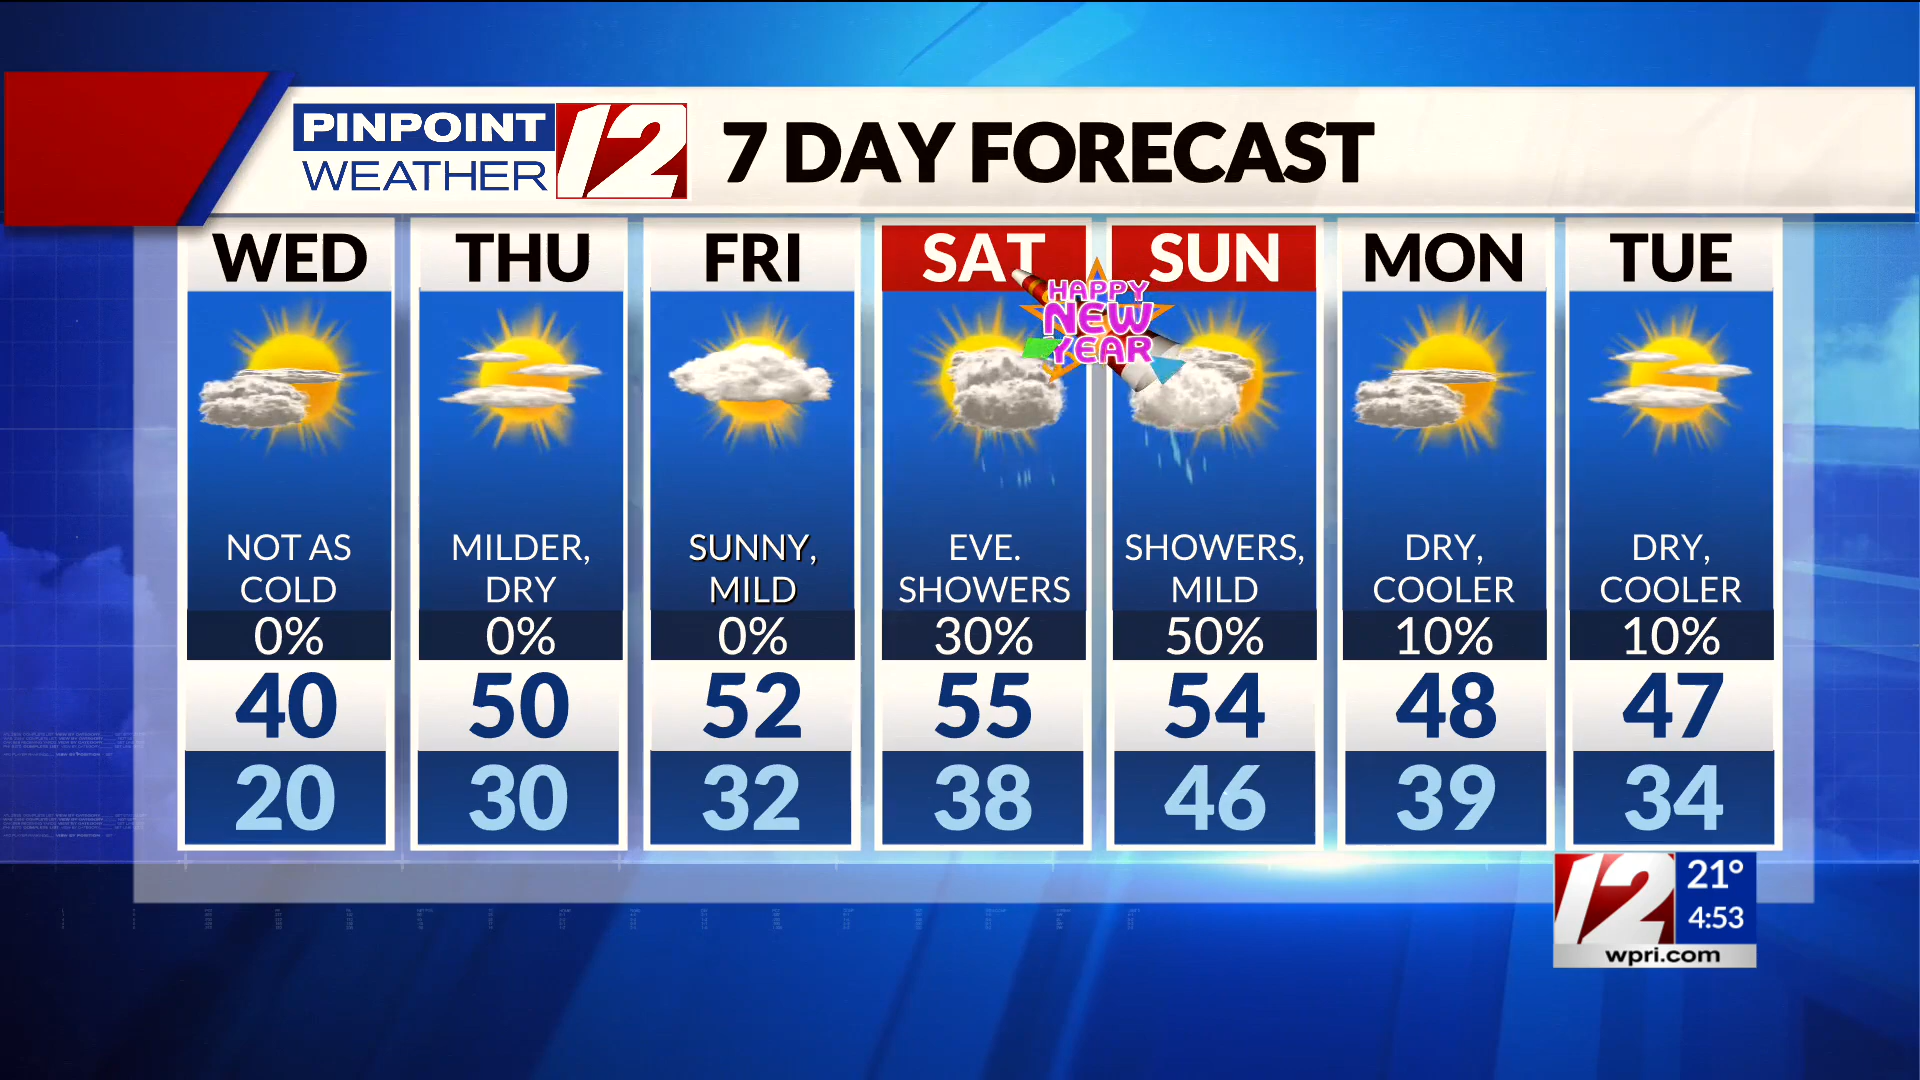 PINPOINT
WEATHER 12
7 DAY FORECAST
WED THU FRI SAT SUN MON TUE
HAPPY
NEW
YEAR
NOT AS
COLD
MILDER,
DRY
SUNNY,
MILD
EVE.
SHOWERS
SHOWERS,
MILD
DRY,
COOLER
DRY,
COOLER
0% 0% 0% 30% 50% 10% 10%
40 50 52 55 54 48 47
20 30 32 38 46 39 34
12
21°
4:53
wpri.com